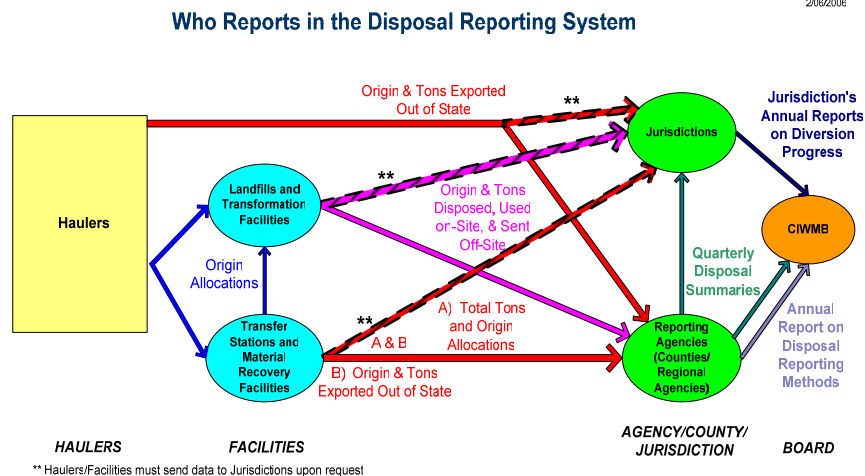 2/06/2006
Who Reports in the Disposal Reporting System
Origin & Tons Exported
Out of State
**
Jurisdictions
Jurisdiction's
Annual Reports
on Diversion
Progress
Haulers
Landfills and
Transformation
Facilities
**
Origin & Tons
Disposed, Used
on-Site, & Sent
Off-Site
CIWMB
Origin
Allocations
Quarterly
Disposal
Summaries
Transfer
Stations and
Material
Recovery
Facilities
**
A & B
A) Total Tons
and Origin
Allocations
B) Origin & Tons
Exported Out of State
Reporting
Agencies
(Counties/
Regional
Agencies)
Annual
Report on
Disposal
Reporting
Methods
HAULERS
FACILITIES
AGENCY/COUNTY/
JURISDICTION
BOARD
** Haulers/Facilities must send data to Jurisdictions upon request